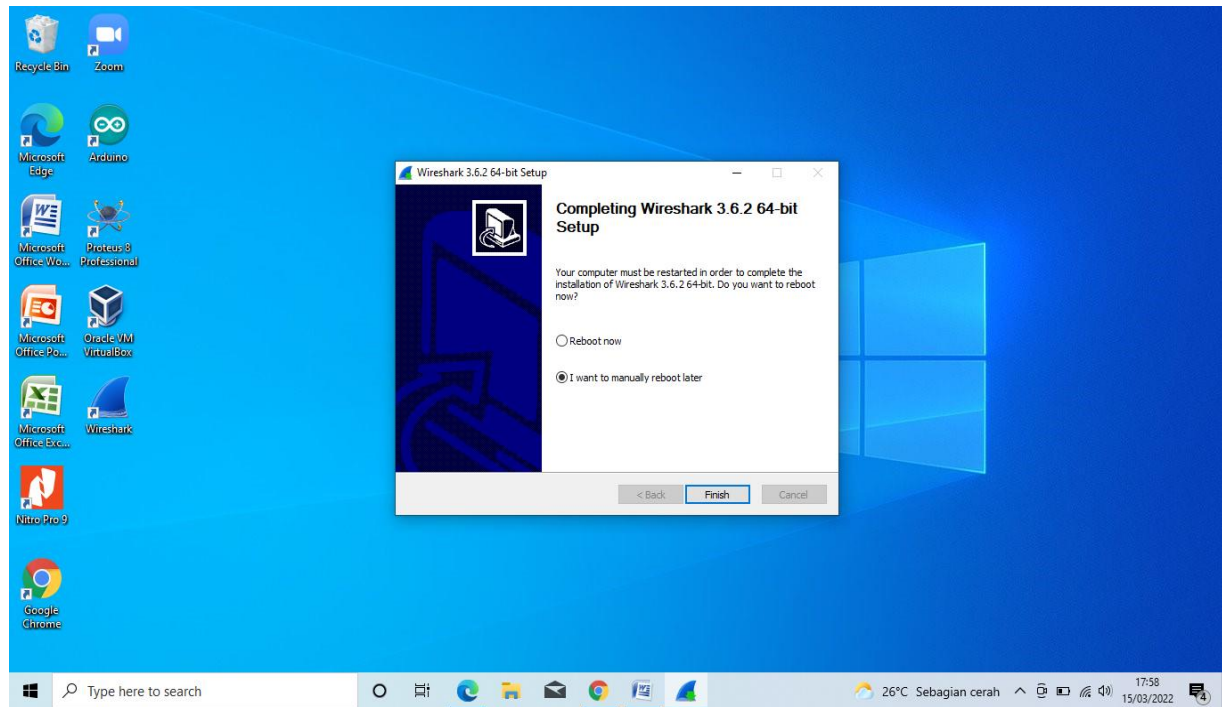 Recycle Bin
Zoom
Microsoft
Edge
Arduino
Microsoft
Office Wo...
Proteus 8
Professional
Microsoft
Office Po...
Oracle VM
VirtualBox
Microsoft
Office Exc...
Wireshark
Nitro Pro 9
Google
Chrome
Wireshark 3.6.2 64-bit Setup
Completing Wireshark 3.6.2 64-bit
Setup
Your computer must be restarted in order to complete the
installation of Wireshark 3.6.2 64-bit. Do you want to reboot
now?
Reboot now
I want to manually reboot later
< Back
Finish
Cancel
Type here to search
26°C Sebagian cerah
17:58
15/03/2022
4